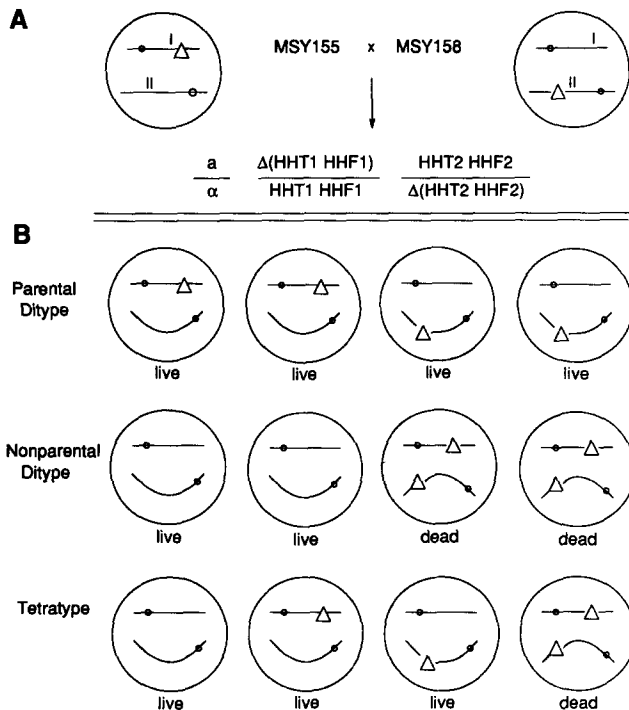 A
I
II
MSY155 x MSY158
I
II
a Δ(HHT1 HHF1) HHT2 HHF2
α HHT1 HHF1 Δ(HHT2 HHF2)
B
Parental
Ditype
live live live live
Nonparental
Ditype
live live dead dead
Tetratype
live live live dead